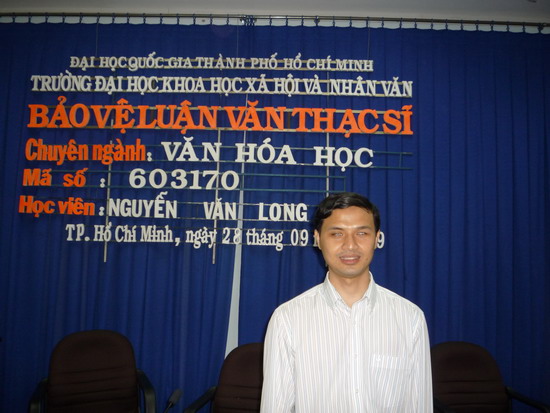 ĐẠI HỌC QUỐC GIA THÀNH PHỐ HỒ CHÍ MINH
TRƯỜNG ĐẠI HỌC KHOA HỌC XÃ HỘI VÀ NHÂN VĂN
BẢO VỆ LUẬN VĂN THẠC SĨ
Chuyên ngành: VĂN HÓA HỌC
Mã số : 603170
Học viên: NGUYỄN VĂN LONG
TP. Hồ Chí Minh, ngày 28 tháng 09